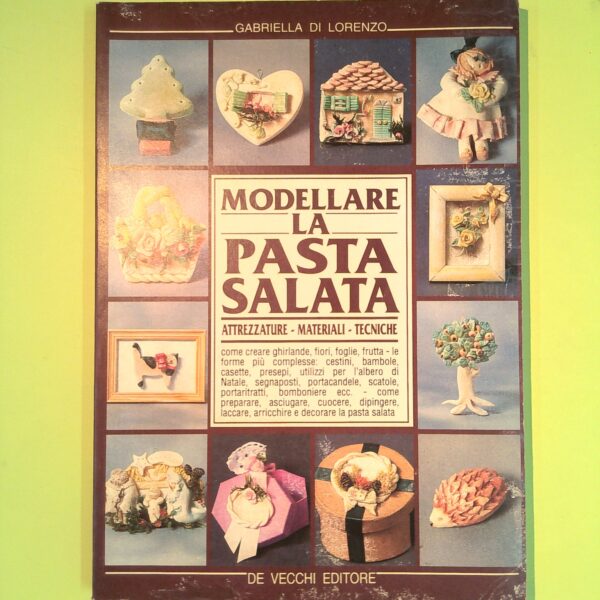 GABRIELLA DI LORENZO
MODELLARE
LA
PASTA
SALATA
ATTREZZATURE - MATERIALI - TECNICHE
come creare ghirlande, fiori, foglie, frutta - le
forme più complesse: cestini, bambole,
casette, presepi, utilizzi per l'albero di
Natale, segnaposti, portacandele, scatole,
portaritratti, bomboniere ecc. - come
preparare, asciugare, cuocere, dipingere,
laccare, arricchire e decorare la pasta salata
DE VECCHI EDITORE